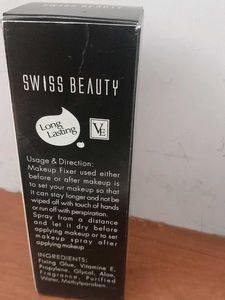 SWISS BEAUTY
Long
Lasting
VE
Usage & Direction:
Makeup Fixer used either
before or after makeup is
to set your makeup so that
it can stay longer and not be
wiped off with touch of hands
or run off with perspiration.
Spray from a distance
and let it dry before
applying makeup or to set
makeup spray after
applying makeup
INGREDIENTS:
Fixing Glue, Vitamine E,
Propylene, Glycol, Aloe,
Fragrance, Purified
Water, Methylparaben